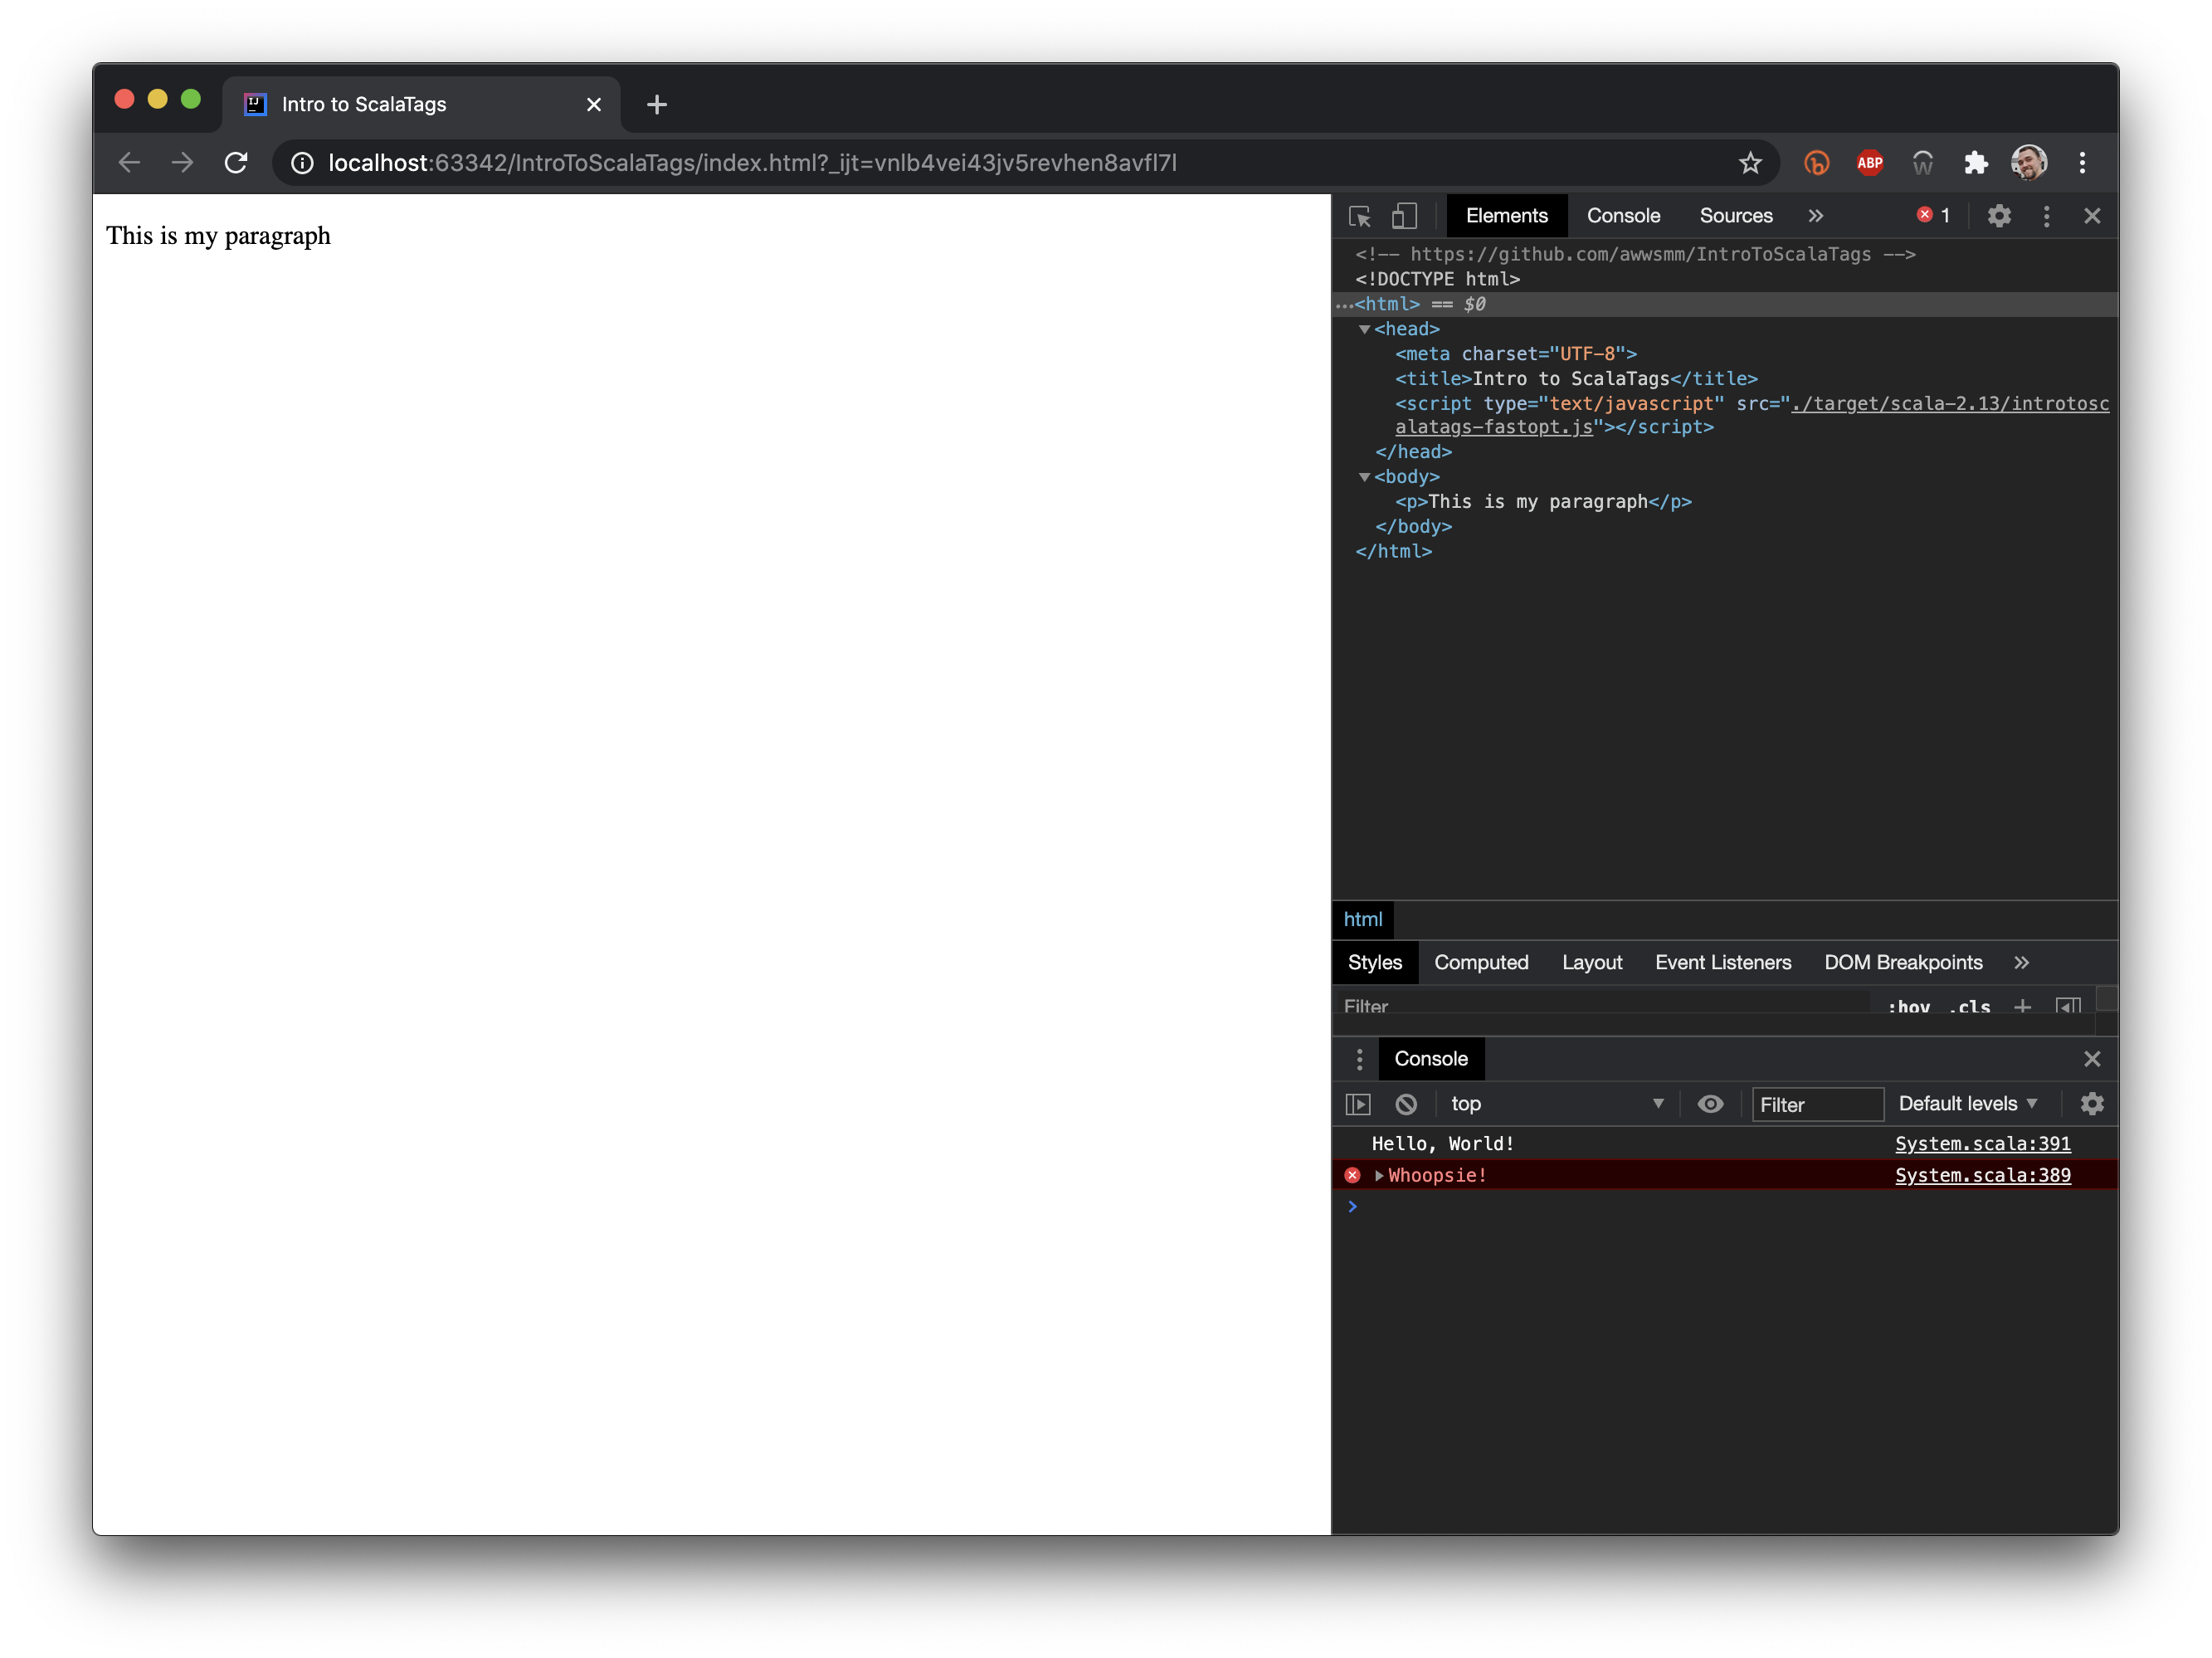 Intro to ScalaTags
localhost:63342/IntroToScalaTags/index.html?_ijt=vnlb4vei43jv5revhen8avfl7l
ABP
This is my paragraph
Elements Console Sources » 1
<!-- https://github.com/awwsmm/IntroToScalaTags -->
<!DOCTYPE html>
…<html> == $0
<head>
<meta charset="UTF-8">
<title>Intro to ScalaTags</title>
<script type="text/javascript" src="./target/scala-2.13/introtosc
alatags-fastopt.js"></script>
</head>
<body>
<p>This is my paragraph</p>
</body>
</html>
html
Styles Computed Layout Event Listeners DOM Breakpoints »
Filter :hov .cls +
Console
top Filter Default levels
Hello, World! System.scala:391
Whoopsie! System.scala:389
>